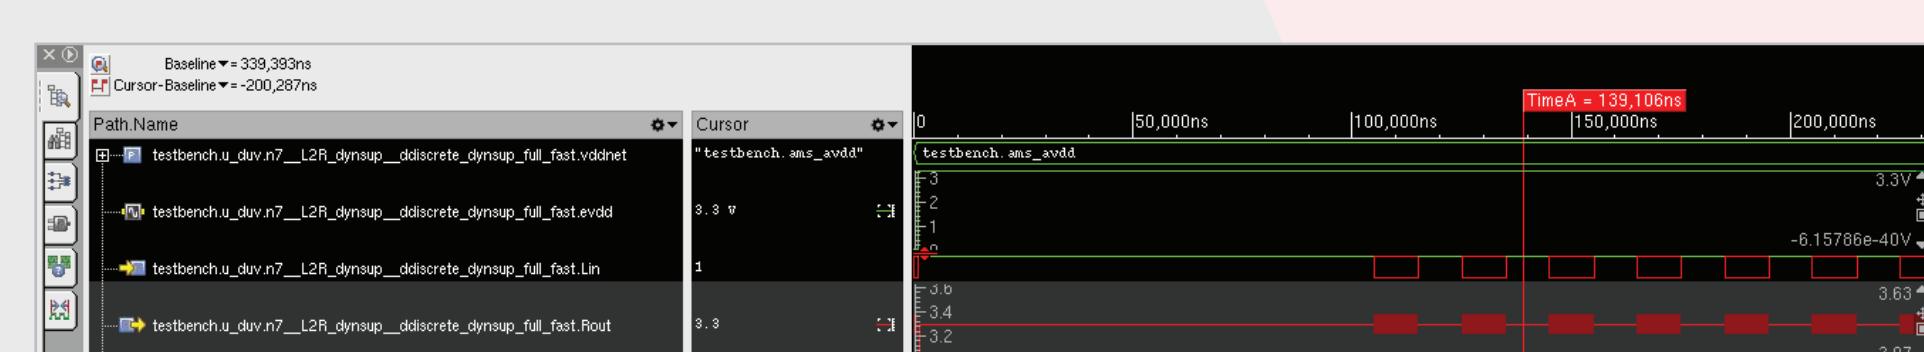 Baseline▼= 339,393ns
Cursor-Baseline▼= -200,287ns
TimeA = 139,106ns
Path.Name Cursor 0 50,000ns 100,000ns 150,000ns 200,000ns
testbench.u_duv.n7__L2R_dynsup__ddiscrete_dynsup_full_fast.vddnet "testbench.ams_avdd" testbench.ams_avdd
3 3.3V
2
testbench.u_duv.n7__L2R_dynsup__ddiscrete_dynsup_full_fast.evdd 3.3 V
1
0 -6.15786e-40V
testbench.u_duv.n7__L2R_dynsup__ddiscrete_dynsup_full_fast.Lin 1
3.6 3.63
3.4
testbench.u_duv.n7__L2R_dynsup__ddiscrete_dynsup_full_fast.Rout 3.3
3.2